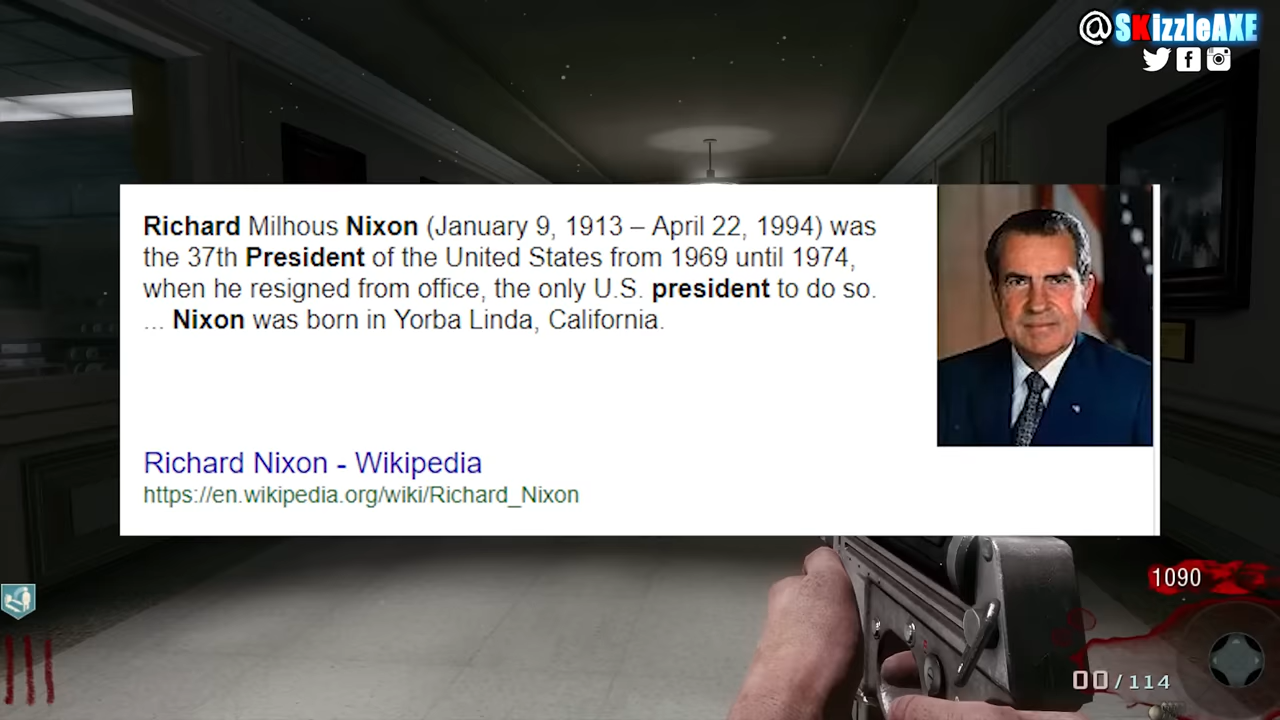 @SKizzleAXE
Richard Milhous Nixon (January 9, 1913 – April 22, 1994) was
the 37th President of the United States from 1969 until 1974,
when he resigned from office, the only U.S. president to do so.
... Nixon was born in Yorba Linda, California.
Richard Nixon - Wikipedia
https://en.wikipedia.org/wiki/Richard_Nixon
1090
00/114